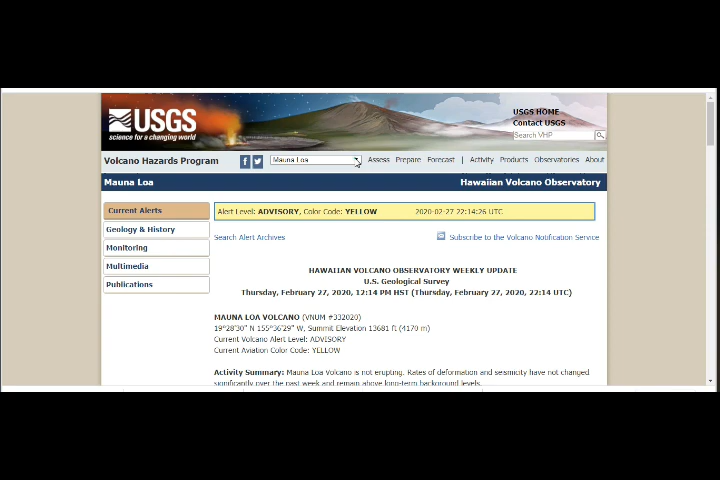 USGS
science for a changing world
USGS HOME
Contact USGS
Search VHP
Volcano Hazards Program
f
Mauna Loa
Assess Prepare Forecast | Activity Products Observatories About
Mauna Loa
Hawaiian Volcano Observatory
Current Alerts
Geology & History
Monitoring
Multimedia
Publications
Alert Level: ADVISORY, Color Code: YELLOW 2020-02-27 22:14:26 UTC
Search Alert Archives
Subscribe to the Volcano Notification Service
HAWAIIAN VOLCANO OBSERVATORY WEEKLY UPDATE
U.S. Geological Survey
Thursday, February 27, 2020, 12:14 PM HST (Thursday, February 27, 2020, 22:14 UTC)
MAUNA LOA VOLCANO (VNUM #332020)
19°28'30" N 155°36'29" W, Summit Elevation 13681 ft (4170 m)
Current Volcano Alert Level: ADVISORY
Current Aviation Color Code: YELLOW
Activity Summary: Mauna Loa Volcano is not erupting. Rates of deformation and seismicity have not changed
significantly over the past week and remain above long-term background levels.